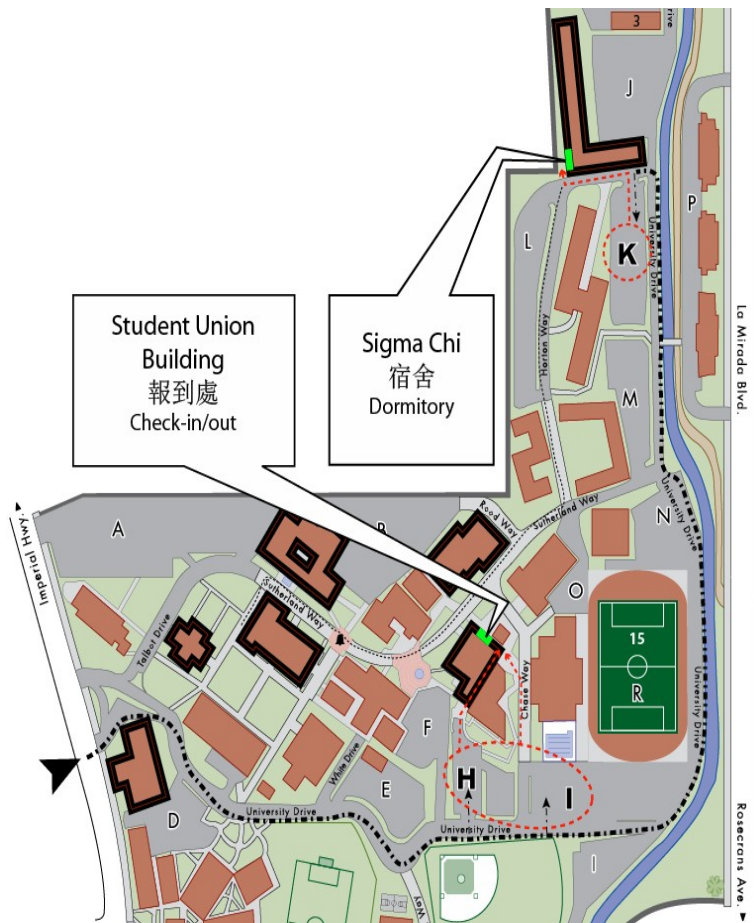 3
Drive
J
P
L
K
University Drive
La Mirada Blvd.
Student Union
Building
報到處
Check-in/out
Sigma Chi
宿舍
Dormitory
Horton Way
M
Imperial Hwy.
A
Rood Way
Sutherland Way
N
University Drive
Talbot Drive
Sutherland Way
O
15
R
Chase Way
University Drive
F
White Drive
H
I
E
D
University Drive
University Drive
I
Way
Rosecrans Ave.